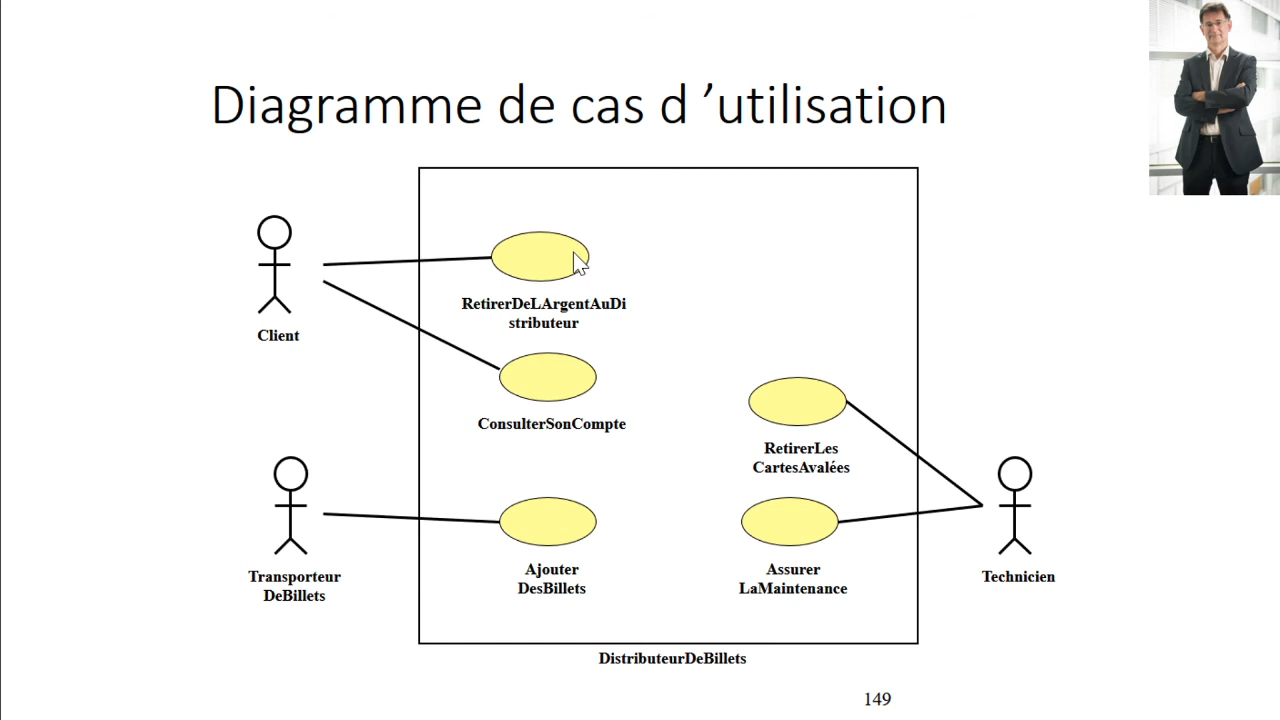 Diagramme de cas d ’utilisation
RetirerDeLArgentAuDi
stributeur
Client
ConsulterSonCompte
RetirerLes
CartesAvalées
Transporteur
DeBillets
Ajouter
DesBillets
Assurer
LaMaintenance
Technicien
DistributeurDeBillets
149